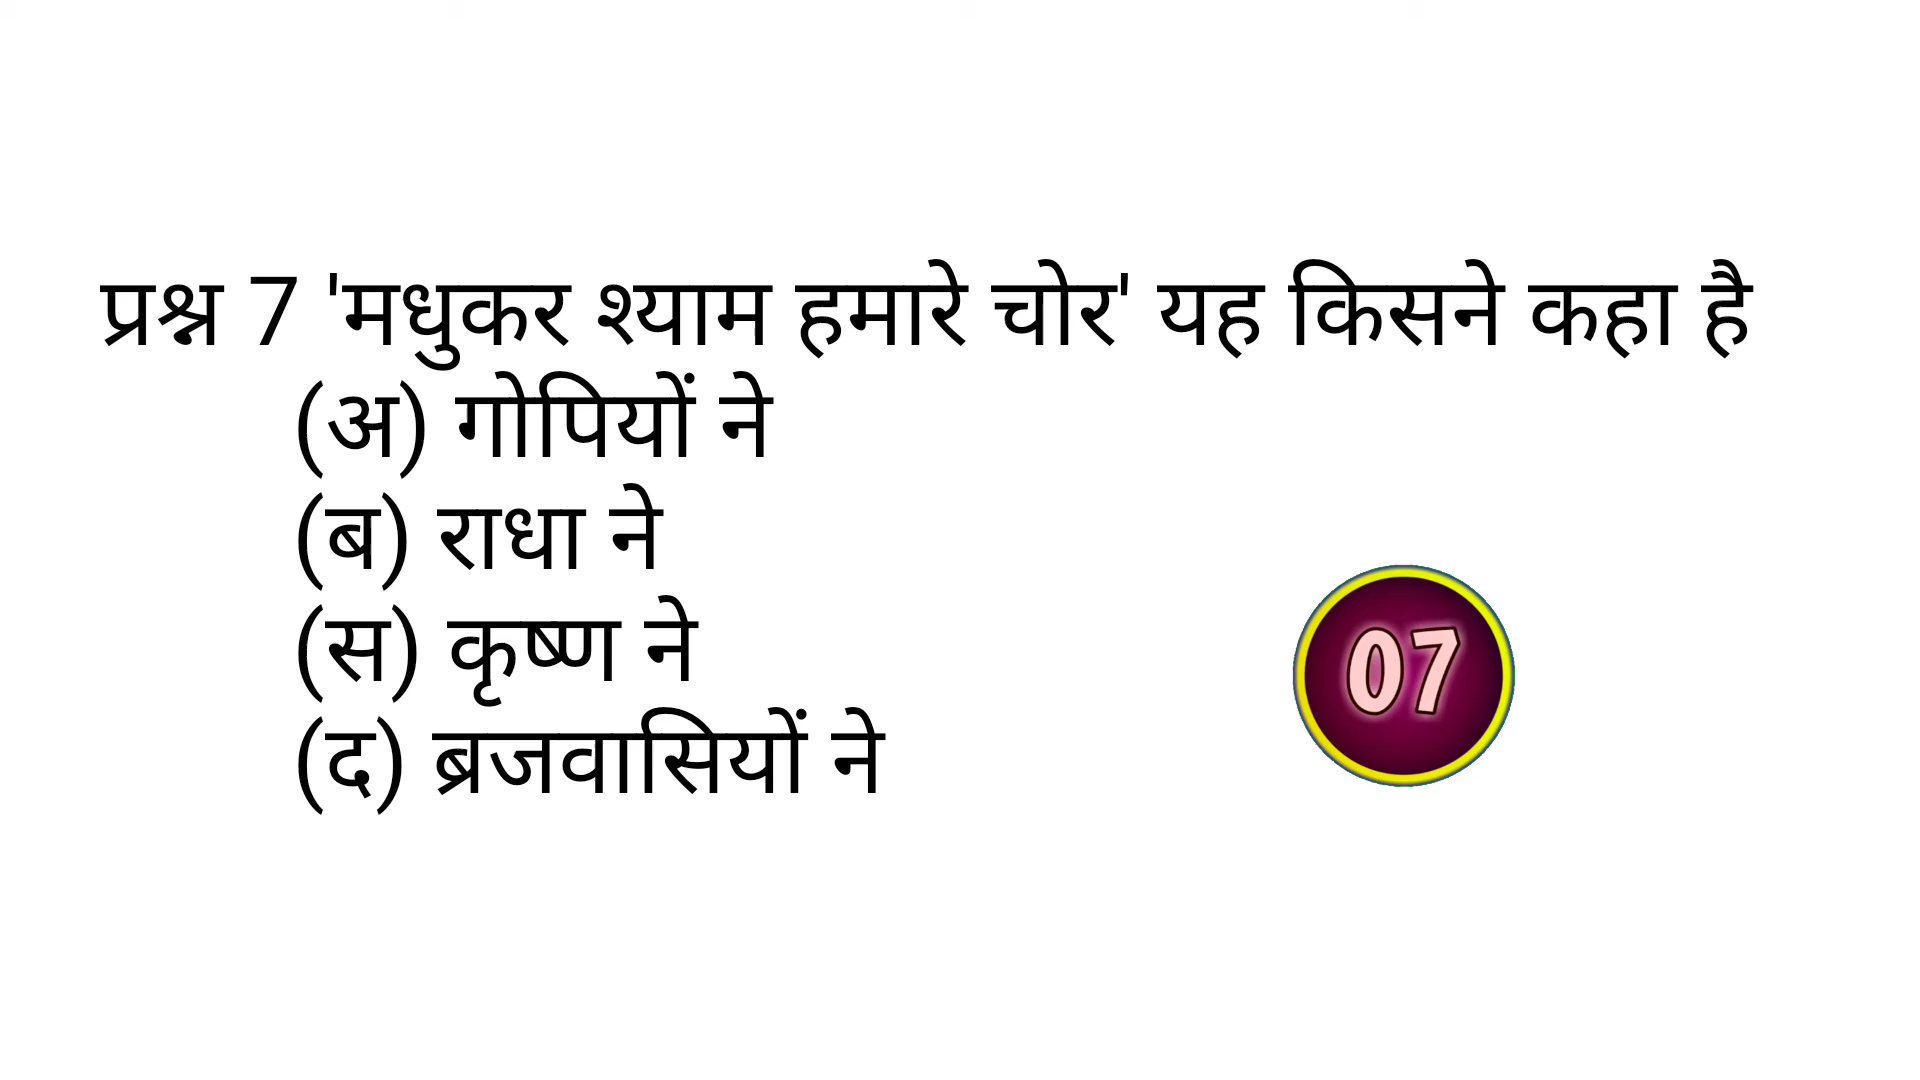 प्रश्न 7 'मधुकर श्याम हमारे चोर' यह किसने कहा है
(अ) गोपियों ने
(ब) राधा ने
(स) कृष्ण ने
(द) ब्रजवासियों ने
07